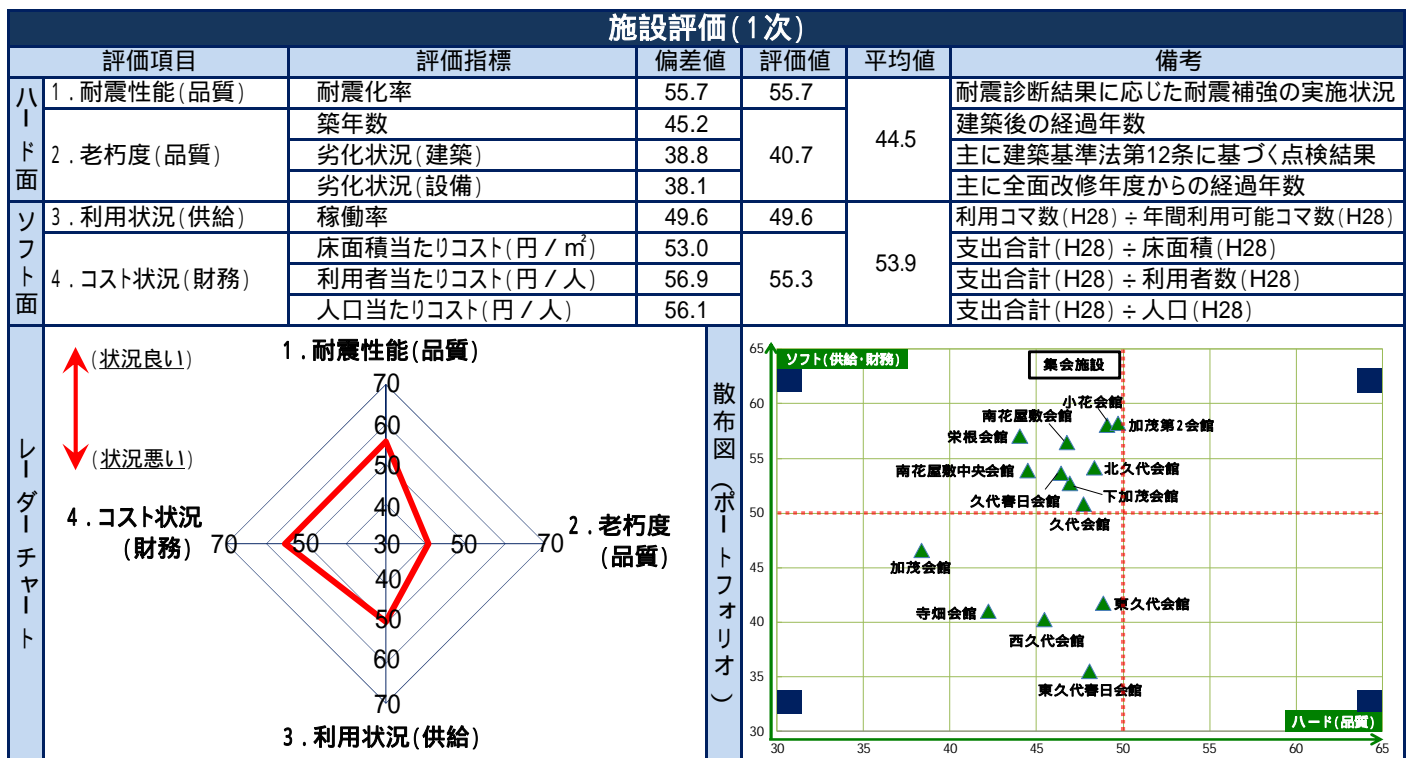 施設評価(1次)
評価項目 評価指標 偏差値 評価値 平均値 備考
ハード面
1．耐震性能(品質) 耐震化率 55.7 55.7 44.5 耐震診断結果に応じた耐震補強の実施状況
2．老朽度(品質) 築年数 45.2 40.7 建築後の経過年数
劣化状況(建築) 38.8 主に建築基準法第12条に基づく点検結果
劣化状況(設備) 38.1 主に全面改修年度からの経過年数
ソフト面
3．利用状況(供給) 稼働率 49.6 49.6 53.9 利用コマ数(H28)÷年間利用可能コマ数(H28)
4．コスト状況(財務) 床面積当たりコスト(円／㎡) 53.0 55.3 支出合計(H28)÷床面積(H28)
利用者当たりコスト(円／人) 56.9 支出合計(H28)÷利用者数(H28)
人口当たりコスト(円／人) 56.1 支出合計(H28)÷人口(H28)
レーダーチャート
(状況良い)
(状況悪い)
1．耐震性能(品質)
70
60
50
40
30
50
70
2．老朽度
(品質)
4．コスト状況
(財務)
70
50
40
50
60
70
3．利用状況(供給)
散布図（ポートフォリオ）
65
60
55
50
45
40
35
30
ソフト(供給・財務)
集会施設
小花会館
南花屋敷会館
加茂第2会館
栄根会館
南花屋敷中央会館
北久代会館
久代春日会館
下加茂会館
久代会館
加茂会館
寺畑会館
東久代会館
西久代会館
東久代春日会館
ハード(品質)
30 35 40 45 50 55 60 65